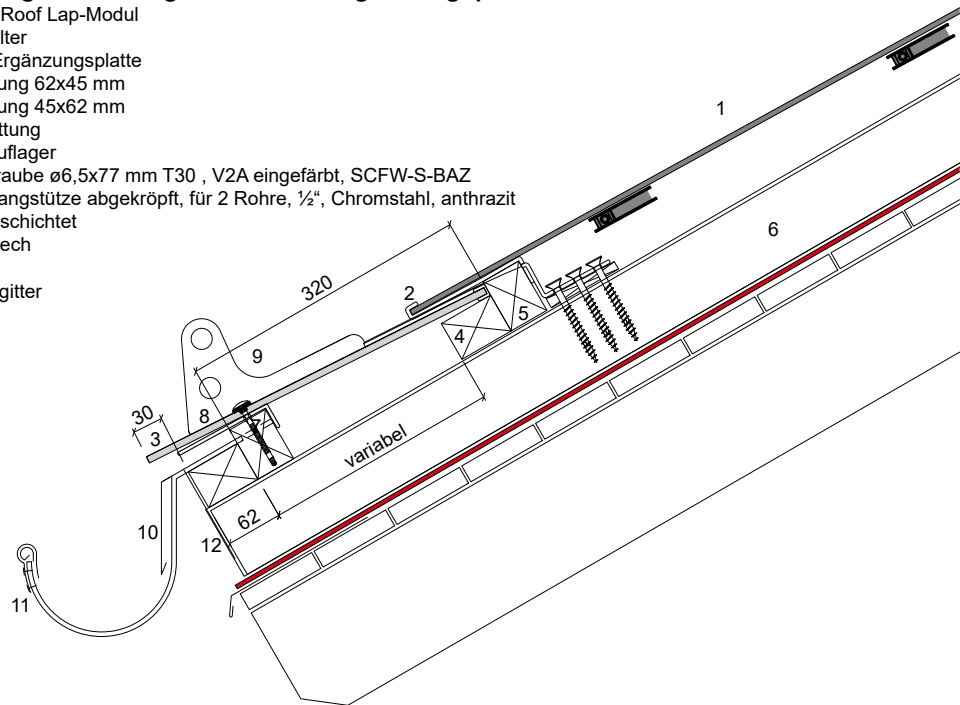 Roof Lap-Modul
lter
Ergänzungsplatte
ung 62x45 mm
ung 45x62 mm
ttung
uflager
raube ø6,5x77 mm T30 , V2A eingefärbt, SCFW-S-BAZ
angstütze abgekröpft, für 2 Rohre, ½“, Chromstahl, anthrazit
schichtet
ech
gitter
1
6
320
2
5
4
9
30
8
3
variabel
62
10
12
11